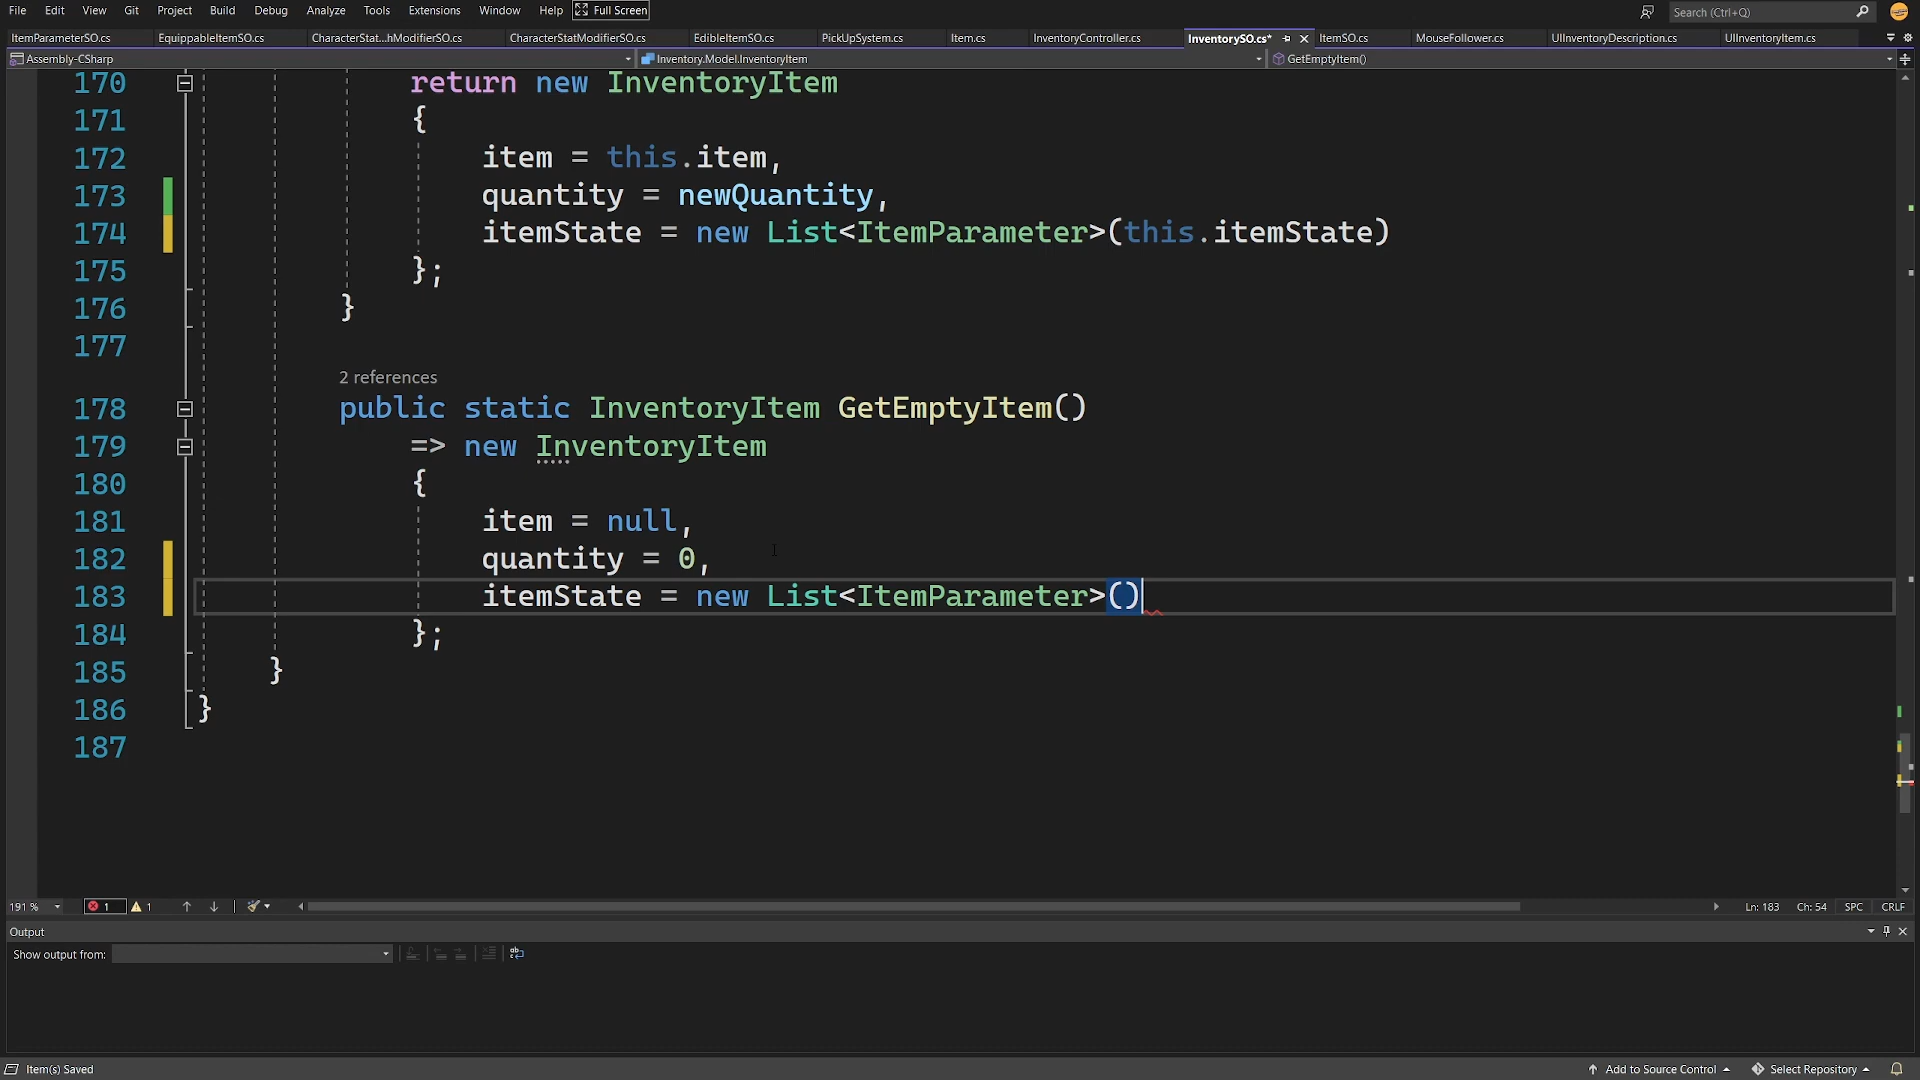 File Edit View Git Project Build Debug Analyze Tools Extensions Window Help Full Screen Search (Ctrl+Q)
ItemParameterSO.cs EquippableItemSO.cs CharacterStat...hModifierSO.cs CharacterStatModifierSO.cs EdibleItemSO.cs PickUpSystem.cs Item.cs InventoryController.cs InventorySO.cs* ItemSO.cs MouseFollower.cs UIInventoryDescription.cs UIInventoryItem.cs
Assembly-CSharp Inventory.Model.InventoryItem GetEmptyItem()
170 return new InventoryItem
171 {
172 item = this.item,
173 quantity = newQuantity,
174 itemState = new List<ItemParameter>(this.itemState)
175 };
176 }
177
2 references
178 public static InventoryItem GetEmptyItem()
179 => new InventoryItem
180 {
181 item = null,
182 quantity = 0,
183 itemState = new List<ItemParameter>()
184 };
185 }
186 }
187
191 % 1 1 Ln: 183 Ch: 54 SPC CRLF
Output
Show output from:
Item(s) Saved Add to Source Control Select Repository